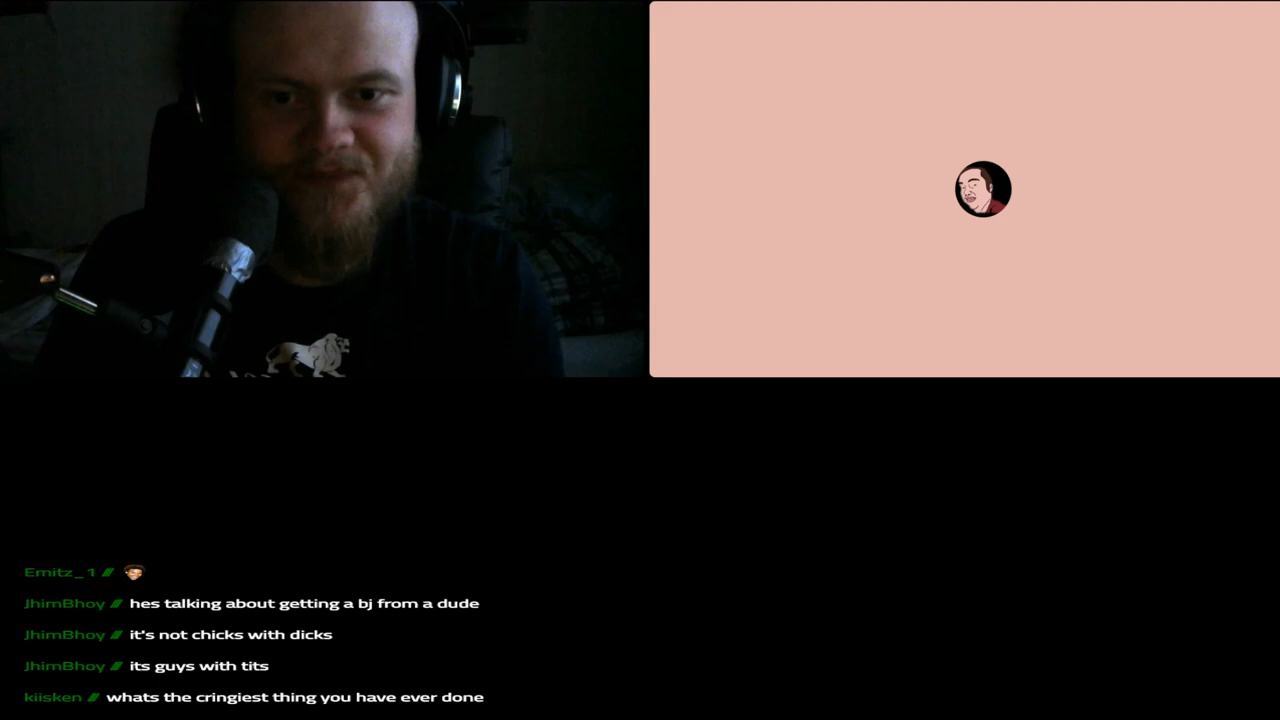 Emitz_1 //
JhimBhoy // hes talking about getting a bj from a dude
JhimBhoy // it's not chicks with dicks
JhimBhoy // its guys with tits
kiisken // whats the cringiest thing you have ever done